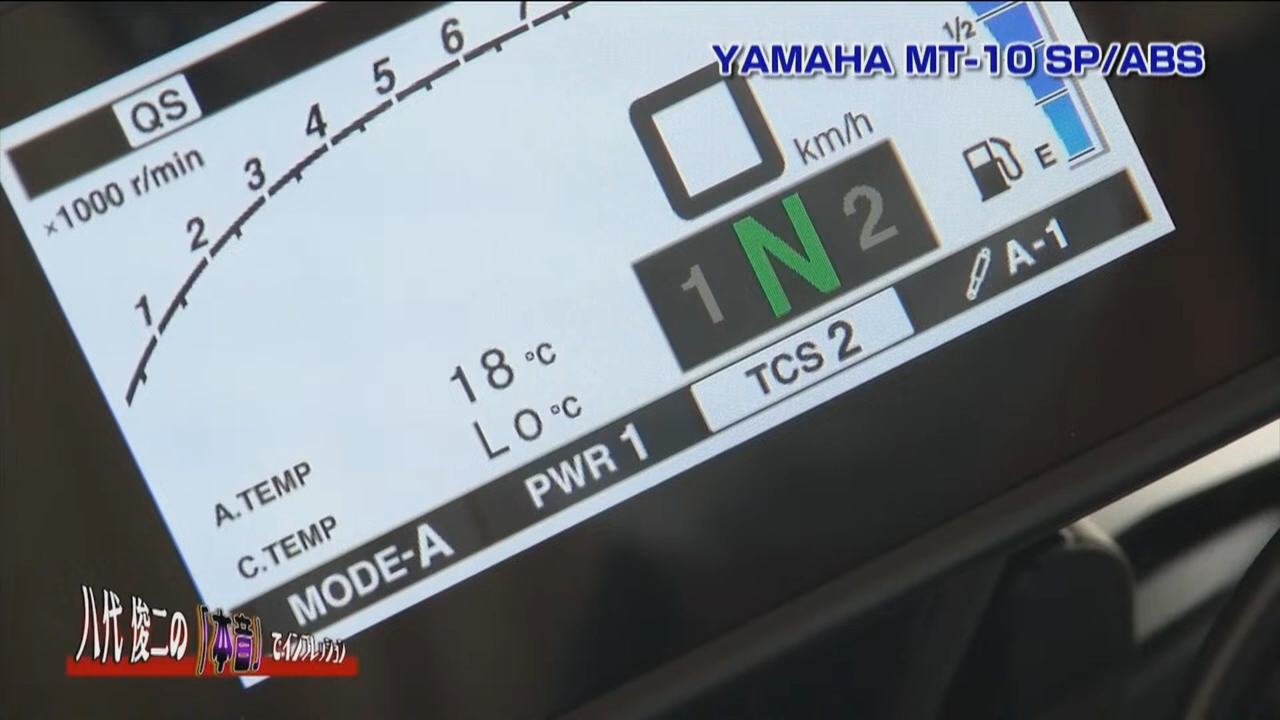 YAMAHA MT-10 SP/ABS
QS
×1000 r/min
1 2 3 4 5 6 7
1/2
E
0 km/h
1 N 2
18 °C
Lo °C
A.TEMP
C.TEMP
MODE-A PWR 1 TCS 2 A-1
八代 俊二の「本音」でインプレッション